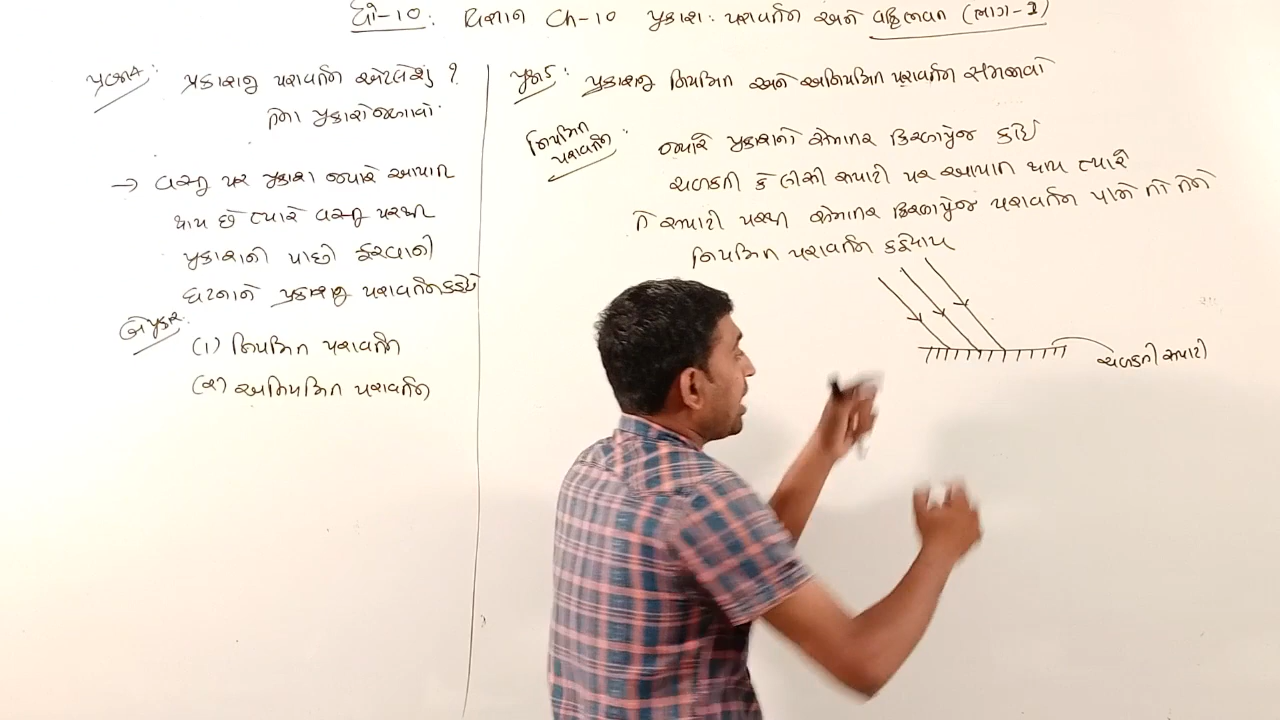 ધો-10: વિજ્ઞાન Ch-10 પ્રકાશ: પરાવર્તન અને વક્રીભવન (ભાગ-2)
પ્રશ્ન4: પ્રકાશનું પરાવર્તન એટલે શું ?
તેના પ્રકારો જણાવો.
→ વસ્તુ પર પ્રકાશ જ્યારે આપાત
થાય છે ત્યારે વસ્તુ પરથી
પ્રકાશની પાછી ફરવાની
ઘટનાને પ્રકાશનું પરાવર્તન કહે
બે પ્રકાર:
(૧) નિયમિત પરાવર્તન
(૨) અનિયમિત પરાવર્તન
પ્રશ્ન5: પ્રકાશનું નિયમિત અને અનિયમિત પરાવર્તન સમજાવો
નિયમિત પરાવર્તન:
જ્યારે પ્રકાશનો સમાંતર કિરણપુંજ કોઈ
ચળકતી કે લીસી સપાટી પર આપાત થાય ત્યારે
તે સપાટી પરથી સમાંતર કિરણપુંજ પરાવર્તન પામે તો તેને
નિયમિત પરાવર્તન કહેવાય
ચળકતી સપાટી